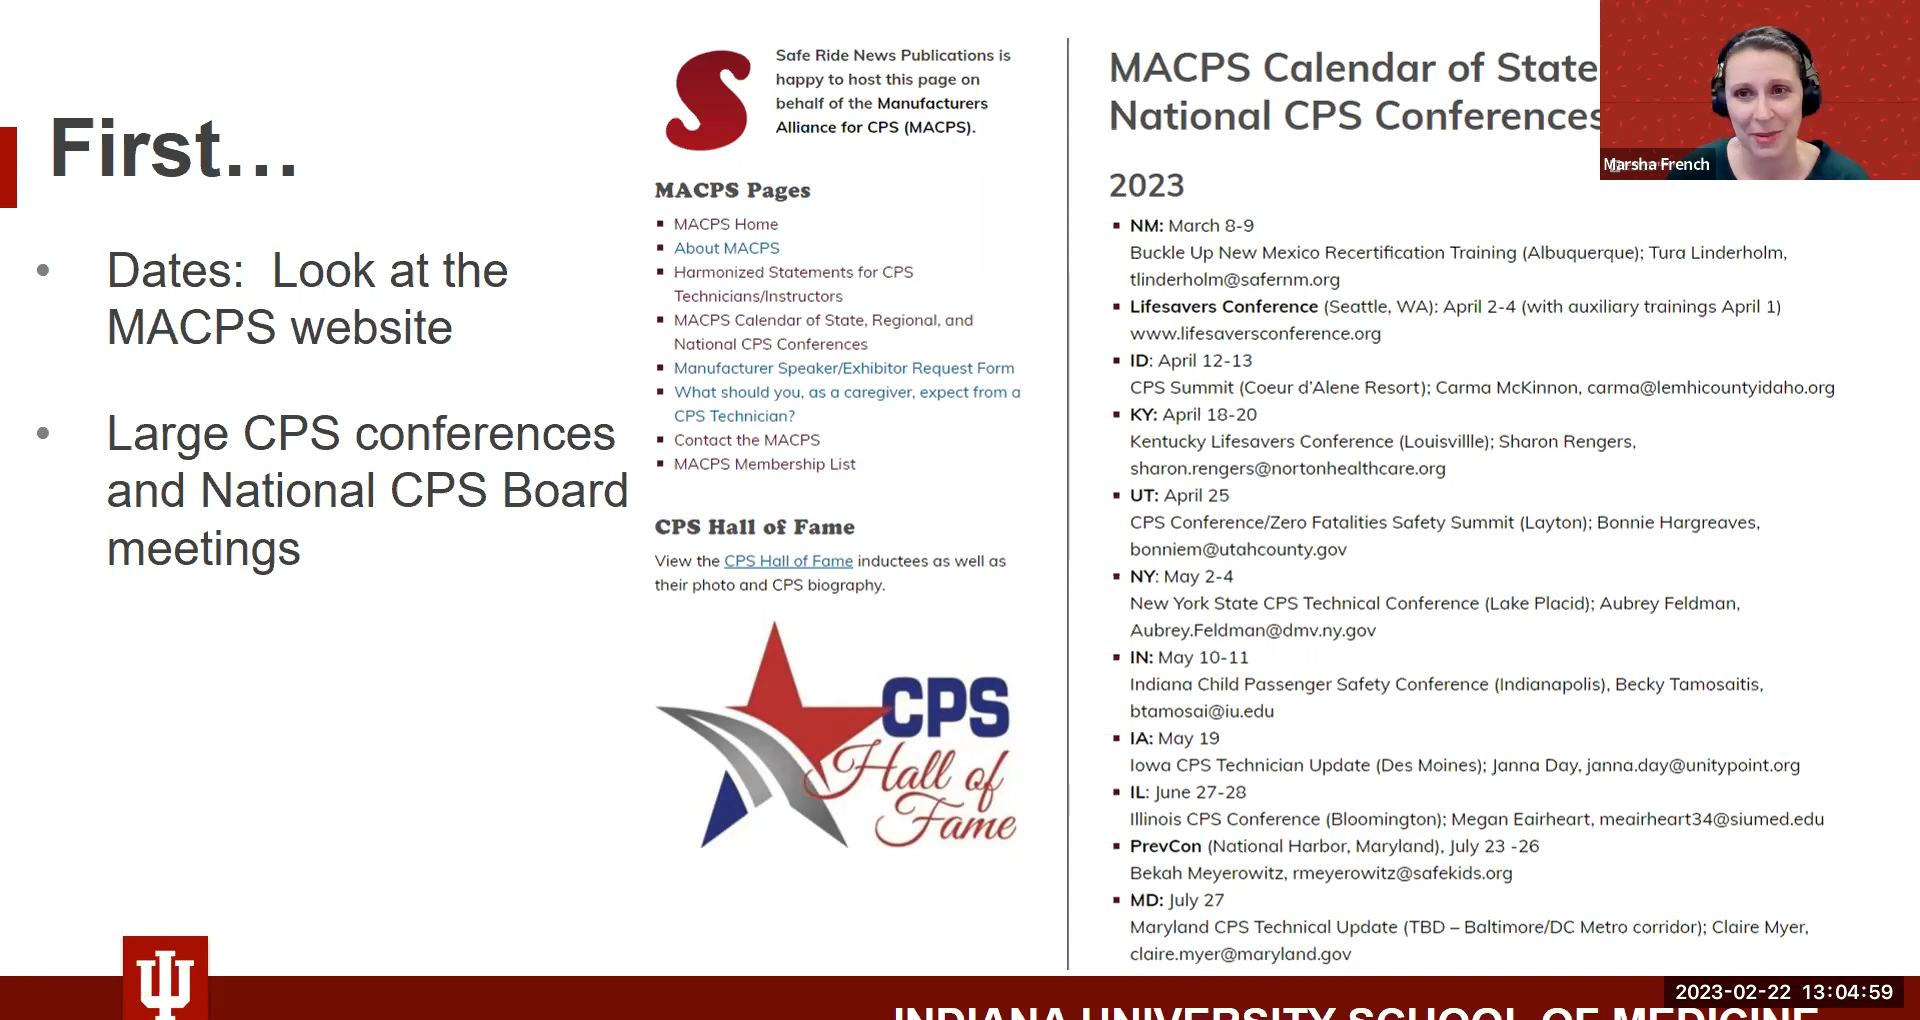 First...
• Dates: Look at the
MACPS website
• Large CPS conferences
and National CPS Board
meetings
Safe Ride News Publications is
happy to host this page on
behalf of the Manufacturers
Alliance for CPS (MACPS).
MACPS Pages
MACPS Home
About MACPS
Harmonized Statements for CPS
Technicians/Instructors
MACPS Calendar of State, Regional, and
National CPS Conferences
Manufacturer Speaker/Exhibitor Request Form
What should you, as a caregiver, expect from a
CPS Technician?
Contact the MACPS
MACPS Membership List
CPS Hall of Fame
View the CPS Hall of Fame inductees as well as
their photo and CPS biography.
CPS
Hall of
Fame
MACPS Calendar of State
National CPS Conferences
2023
NM: March 8-9
Buckle Up New Mexico Recertification Training (Albuquerque); Tura Linderholm,
tlinderholm@safernm.org
Lifesavers Conference (Seattle, WA): April 2-4 (with auxiliary trainings April 1)
www.lifesaversconference.org
ID: April 12-13
CPS Summit (Coeur d'Alene Resort); Carma McKinnon, carma@lemhicountyidaho.org
KY: April 18-20
Kentucky Lifesavers Conference (Louisvillle); Sharon Rengers,
sharon.rengers@nortonhealthcare.org
UT: April 25
CPS Conference/Zero Fatalities Safety Summit (Layton); Bonnie Hargreaves,
bonniem@utahcounty.gov
NY: May 2-4
New York State CPS Technical Conference (Lake Placid); Aubrey Feldman,
Aubrey.Feldman@dmv.ny.gov
IN: May 10-11
Indiana Child Passenger Safety Conference (Indianapolis), Becky Tamosaitis,
btamosai@iu.edu
IA: May 19
Iowa CPS Technician Update (Des Moines); Janna Day, janna.day@unitypoint.org
IL: June 27-28
Illinois CPS Conference (Bloomington); Megan Eairheart, meairheart34@siumed.edu
PrevCon (National Harbor, Maryland), July 23 -26
Bekah Meyerowitz, rmeyerowitz@safekids.org
MD: July 27
Maryland CPS Technical Update (TBD – Baltimore/DC Metro corridor); Claire Myer,
claire.myer@maryland.gov
Marsha French
INDIANA UNIVERSITY SCHOOL OF MEDICINE
2023-02-22 13:04:59